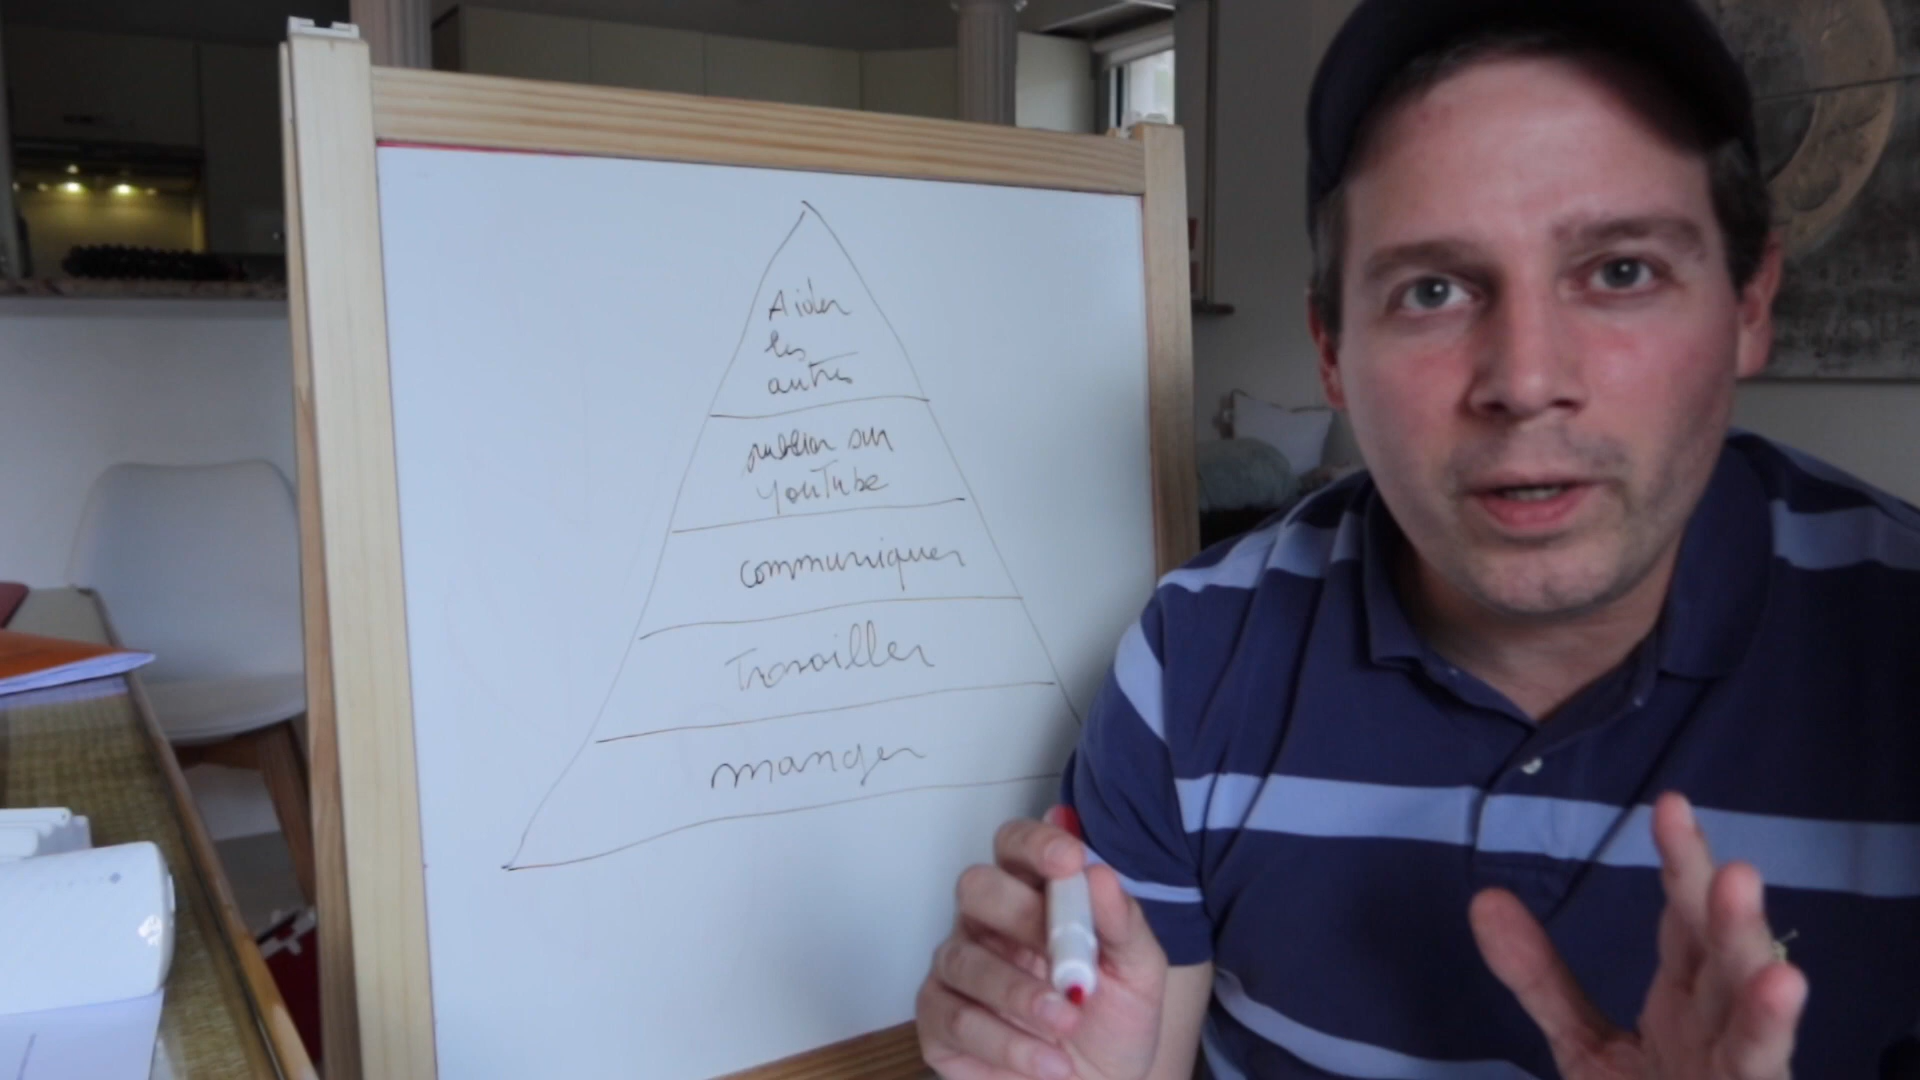 Aider
les
autres
publier sur
YouTube
communiquer
Travailler
manger